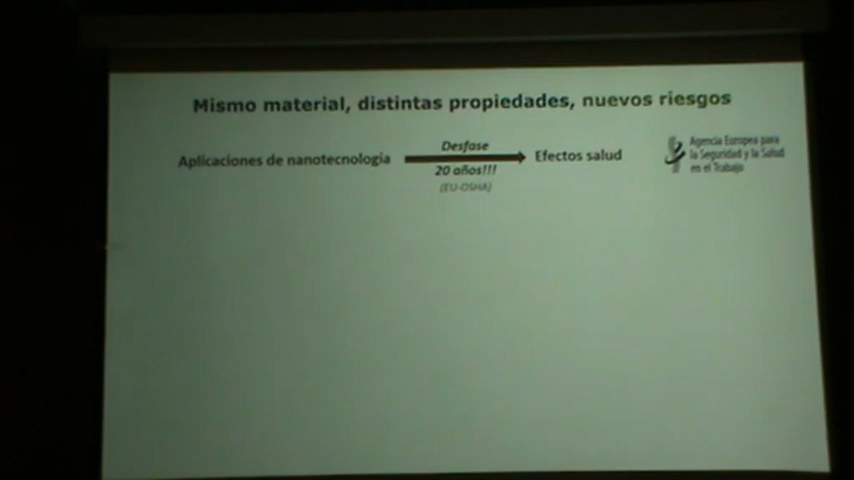 Mismo material, distintas propiedades, nuevos riesgos
Aplicaciones de nanotecnología
Desfase
20 años!!!
(EU-OSHA)
Efectos salud
Agencia Europea para
la Seguridad y la Salud
en el Trabajo